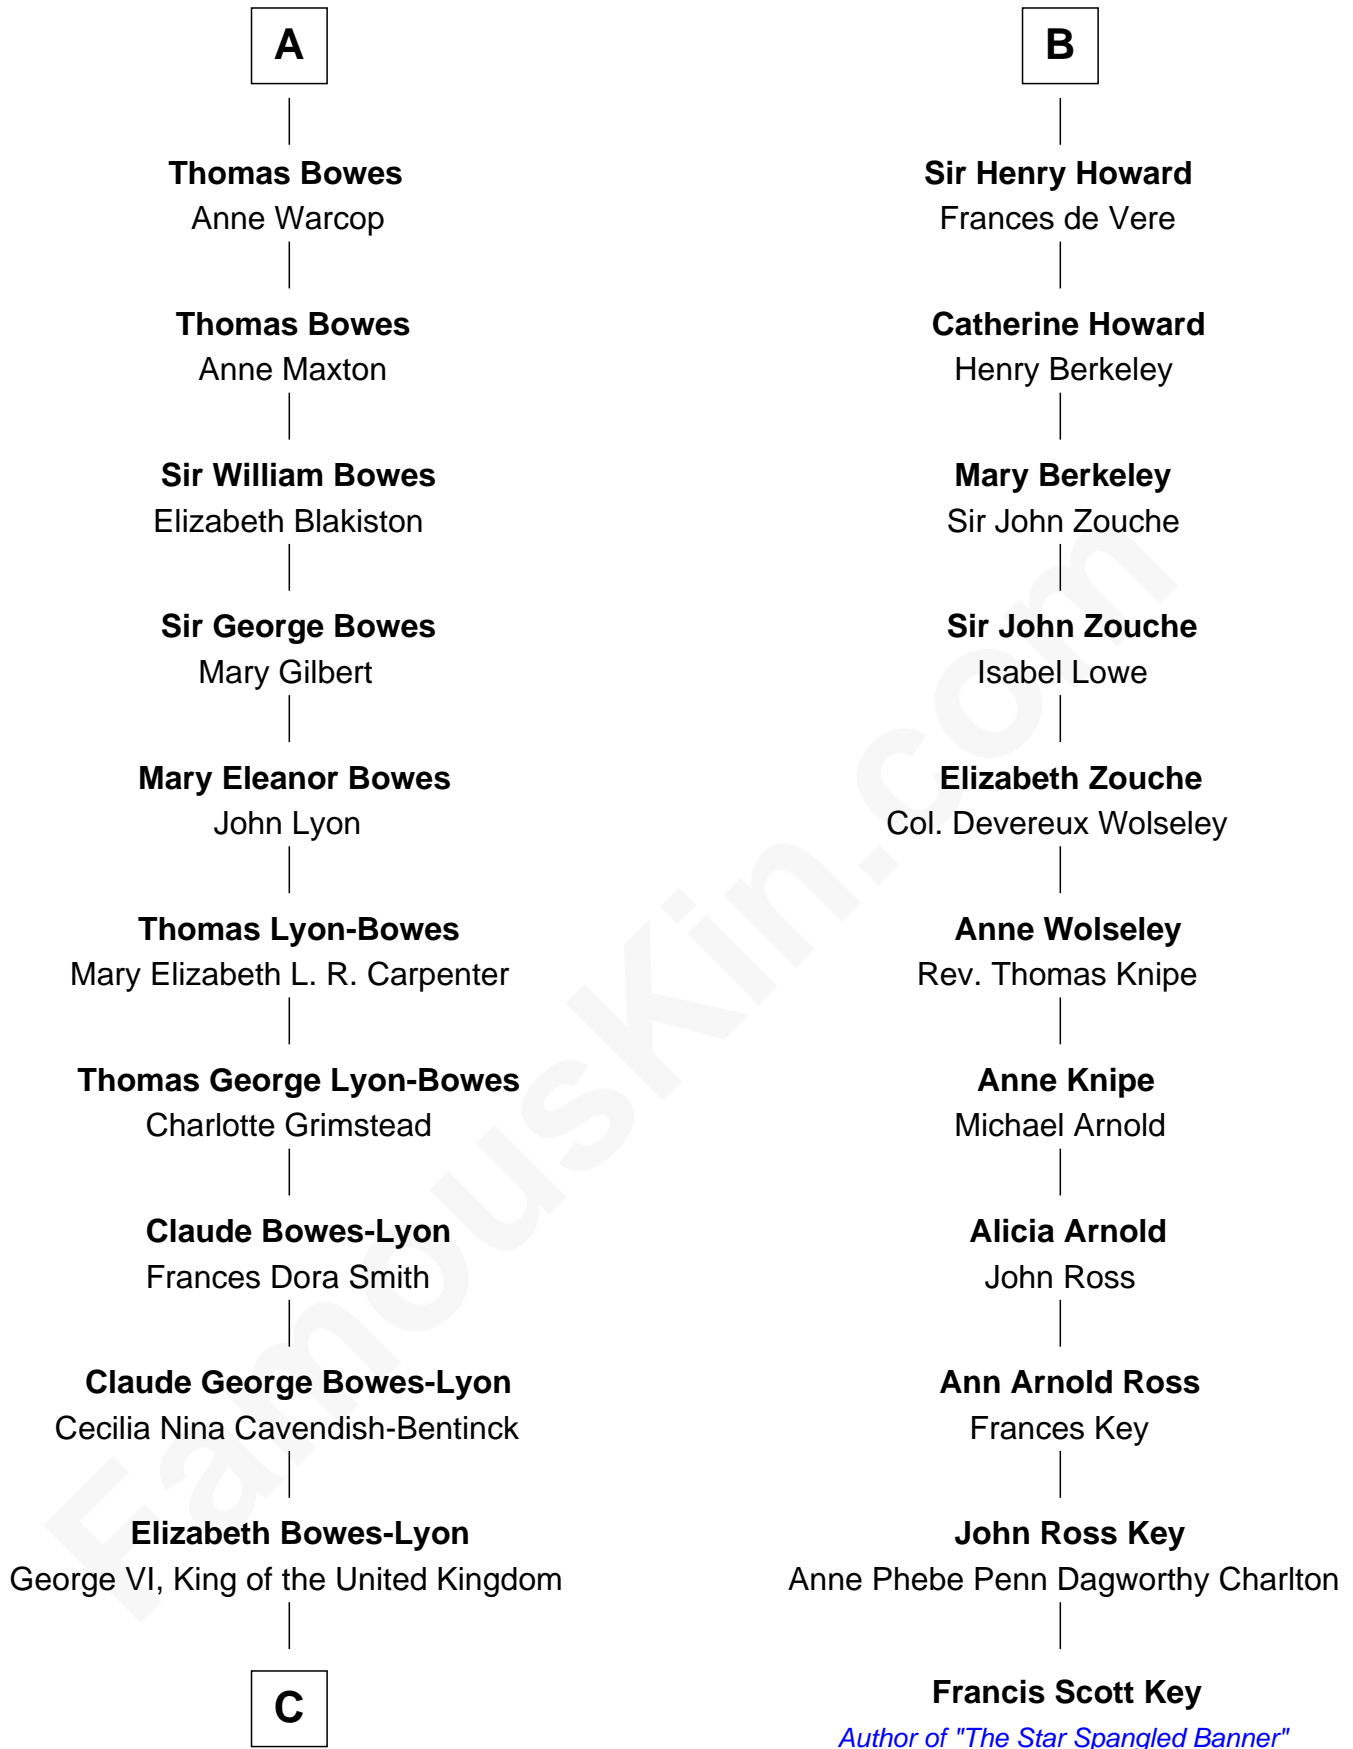 A
Thomas Bowes
Anne Warcop
Thomas Bowes
Anne Maxton
Sir William Bowes
Elizabeth Blakiston
Sir George Bowes
Mary Gilbert
Mary Eleanor Bowes
John Lyon
Thomas Lyon-Bowes
Mary Elizabeth L. R. Carpenter
Thomas George Lyon-Bowes
Charlotte Grimstead
Claude Bowes-Lyon
Frances Dora Smith
Claude George Bowes-Lyon
Cecilia Nina Cavendish-Bentinck
Elizabeth Bowes-Lyon
George VI, King of the United Kingdom
C
B
Sir Henry Howard
Frances de Vere
Catherine Howard
Henry Berkeley
Mary Berkeley
Sir John Zouche
Sir John Zouche
Isabel Lowe
Elizabeth Zouche
Col. Devereux Wolseley
Anne Wolseley
Rev. Thomas Knipe
Anne Knipe
Michael Arnold
Alicia Arnold
John Ross
Ann Arnold Ross
Frances Key
John Ross Key
Anne Phebe Penn Dagworthy Charlton
Francis Scott Key
Author of "The Star Spangled Banner"
FamousKin.com